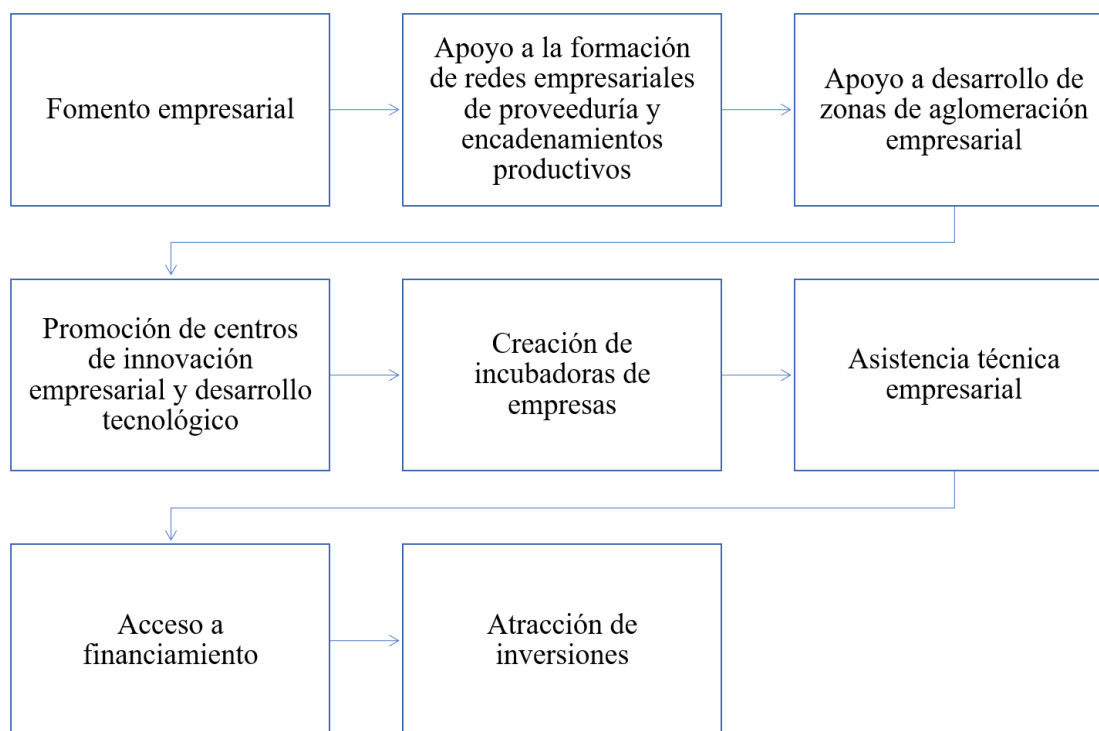 Fomento empresarial
Apoyo a la formación
de redes empresariales
de proveeduría y
encadenamientos
productivos
Apoyo a desarrollo de
zonas de aglomeración
empresarial
Promoción de centros
de innovación
empresarial y desarrollo
tecnológico
Creación de
incubadoras de
empresas
Asistencia técnica
empresarial
Acceso a
financiamiento
Atracción de
inversiones